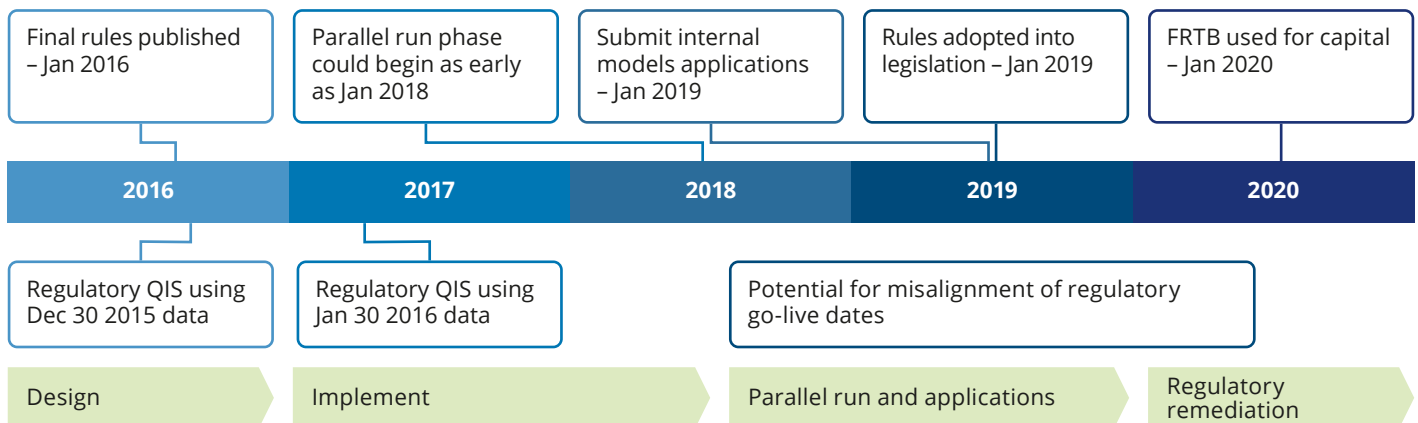 Final rules published
– Jan 2016
Parallel run phase
could begin as early
as Jan 2018
Submit internal
models applications
– Jan 2019
Rules adopted into
legislation – Jan 2019
FRTB used for capital
– Jan 2020
2016
2017
2018
2019
2020
Regulatory QIS using
Dec 30 2015 data
Regulatory QIS using
Jan 30 2016 data
Potential for misalignment of regulatory
go-live dates
Design
Implement
Parallel run and applications
Regulatory
remediation